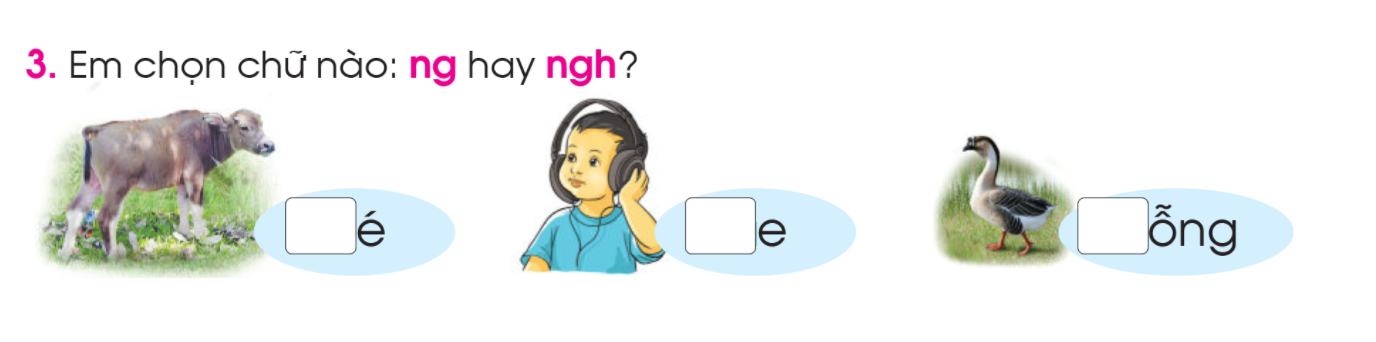 3. Em chọn chữ nào: ng hay ngh?
é e ỗng